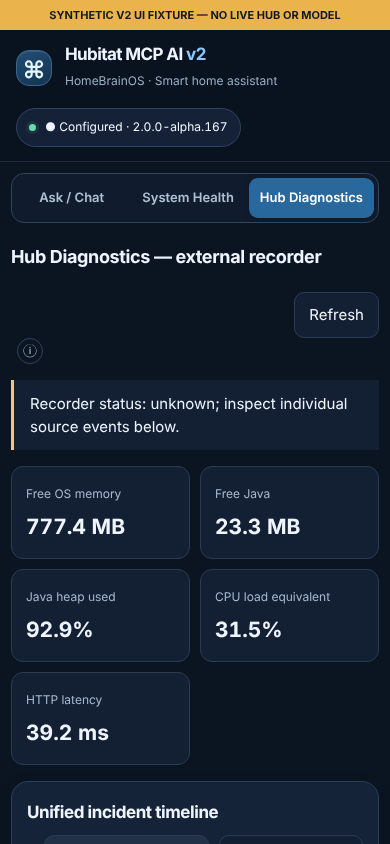 SYNTHETIC V2 UI FIXTURE — NO LIVE HUB OR MODEL
Hubitat MCP AI v2
HomeBrainOS · Smart home assistant
Configured · 2.0.0-alpha.167
Ask / Chat
System Health
Hub Diagnostics
Hub Diagnostics — external recorder
Refresh
Recorder status: unknown; inspect individual
source events below.
Free OS memory
777.4 MB
Free Java
23.3 MB
Java heap used
92.9%
CPU load equivalent
31.5%
HTTP latency
39.2 ms
Unified incident timeline